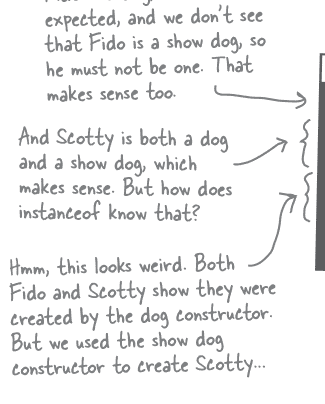 expected, and we don't see
that Fido is a show dog, so
he must not be one. That
makes sense too.
And Scotty is both a dog
and a show dog, which
makes sense. But how does
instanceof know that?
Hmm, this looks weird. Both
Fido and Scotty show they were
created by the dog constructor.
But we used the show dog
constructor to create Scotty...